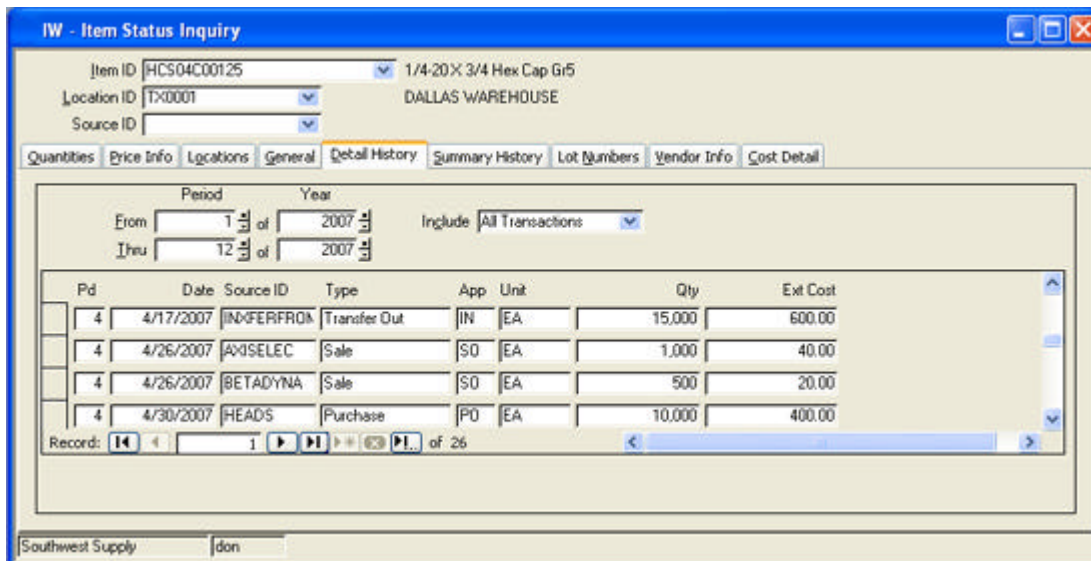 IW - Item Status Inquiry
Item ID HCS04C00125 1/4-20 X 3/4 Hex Cap Gr5
Location ID TX0001 DALLAS WAREHOUSE
Source ID
Quantities Price Info Locations General Detail History Summary History Lot Numbers Vendor Info Cost Detail
Period Year
From 1 of 2007 Include All Transactions
Thru 12 of 2007
Pd Date Source ID Type App Unit Qty Ext Cost
4 4/17/2007 INXFERFROM Transfer Out IN EA 15,000 600.00
4 4/26/2007 AXISELEC Sale SO EA 1,000 40.00
4 4/26/2007 BETADYNA Sale SO EA 500 20.00
4 4/30/2007 HEADS Purchase PO EA 10,000 400.00
Record: 1 of 26
Southwest Supply don